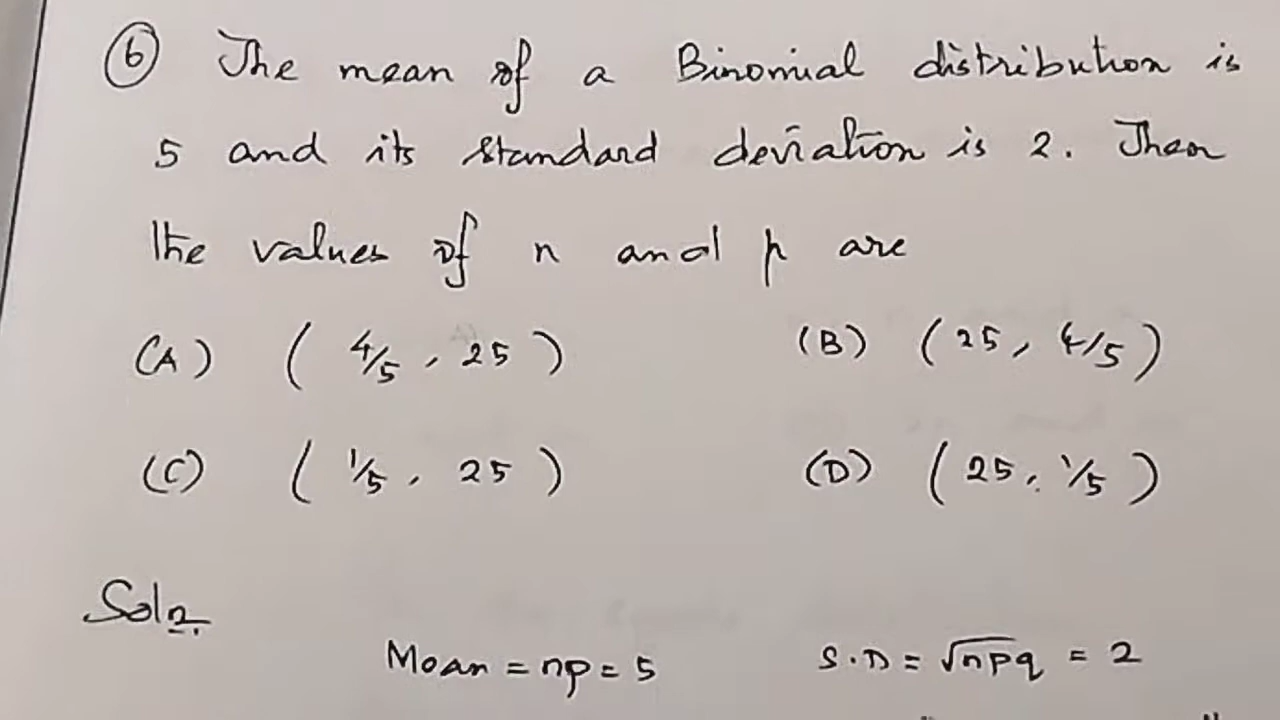 ⑥ The mean of a Binomial distribution is
5 and its standard deviation is 2. Then
the values of n and p are
(A) ( 4/5 , 25 ) (B) ( 25 , 4/5 )
(C) ( 1/5 , 25 ) (D) ( 25 , 1/5 )
Soln.
Mean = np = 5 S.D = √npq = 2